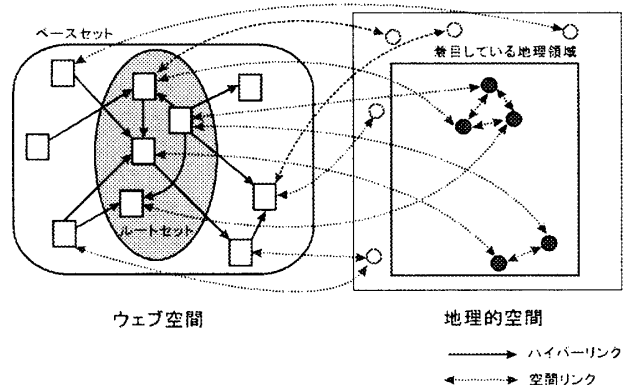 ベースセット
着目している地理領域
ルートセット
ウェブ空間
地理的空間
ハイパーリンク
空間リンク